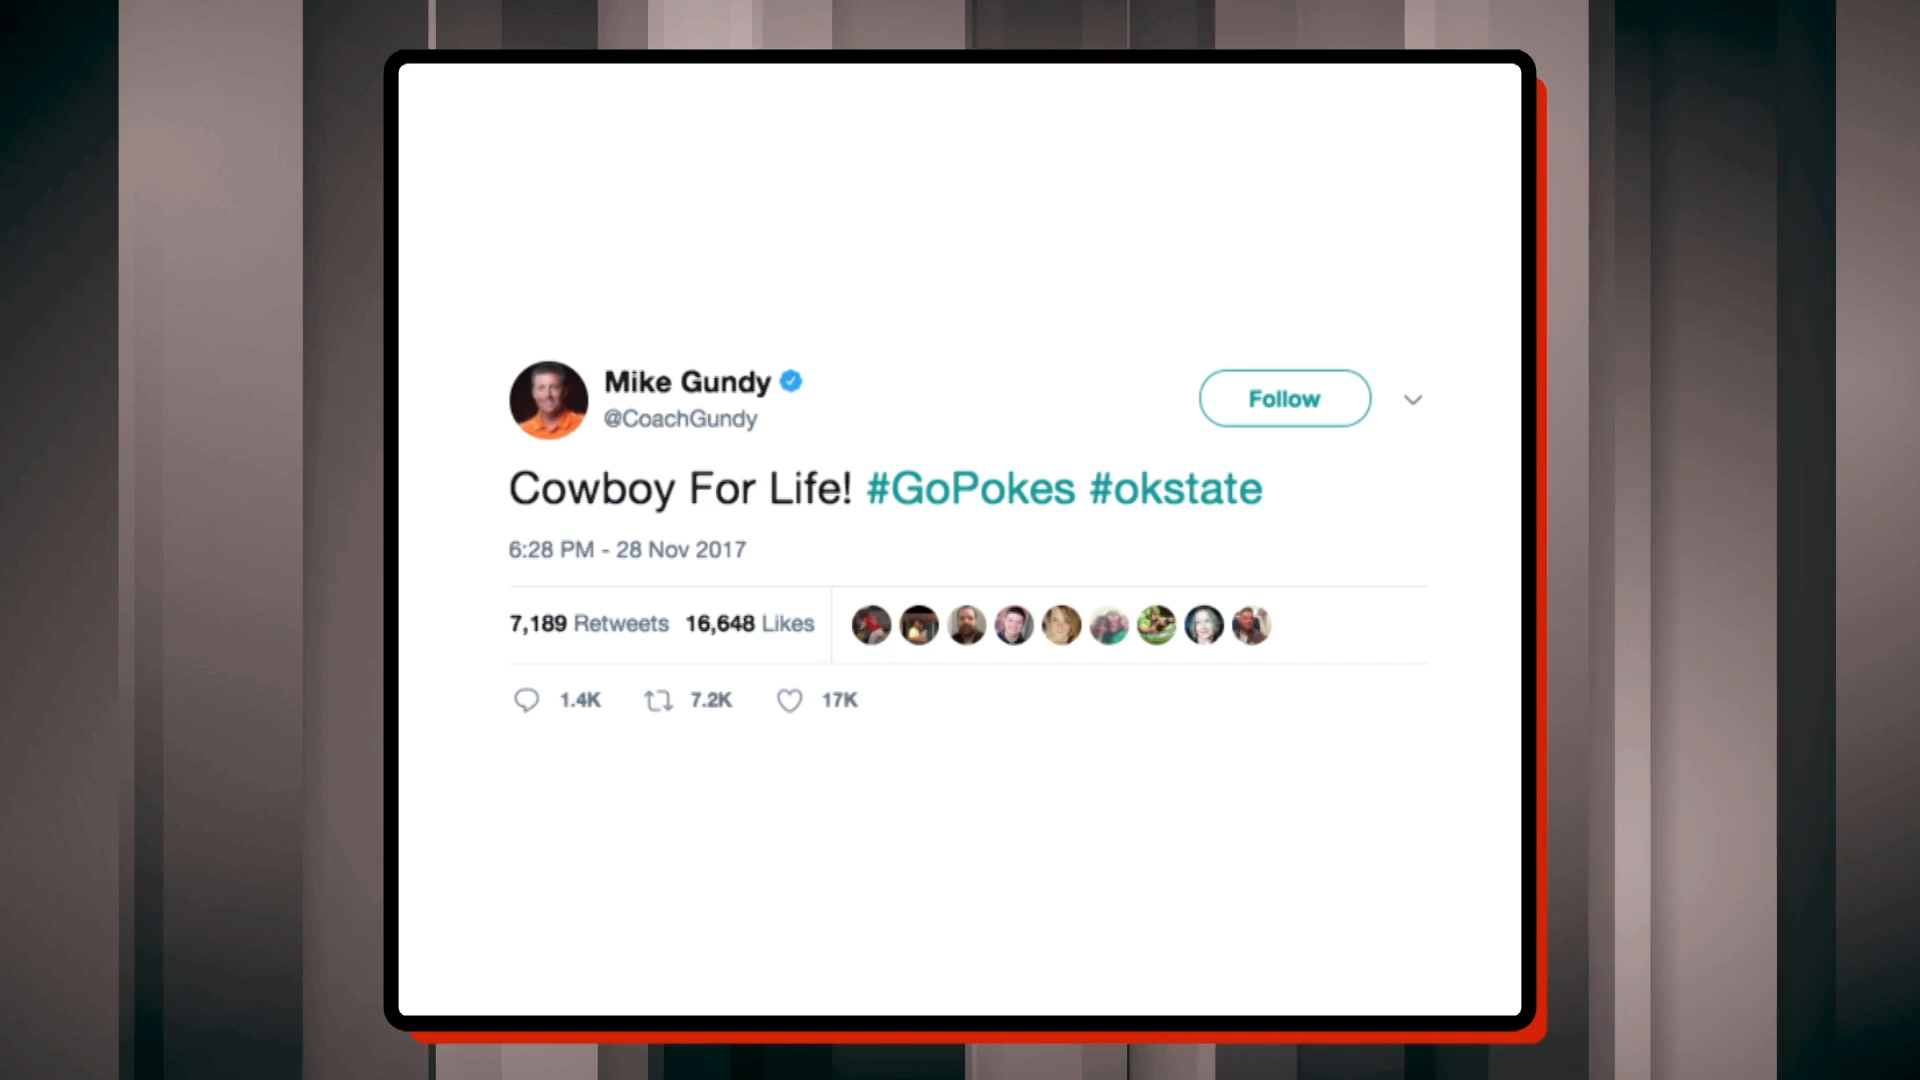 Mike Gundy
@CoachGundy
Follow
Cowboy For Life! #GoPokes #okstate
6:28 PM - 28 Nov 2017
7,189 Retweets 16,648 Likes
1.4K 7.2K 17K